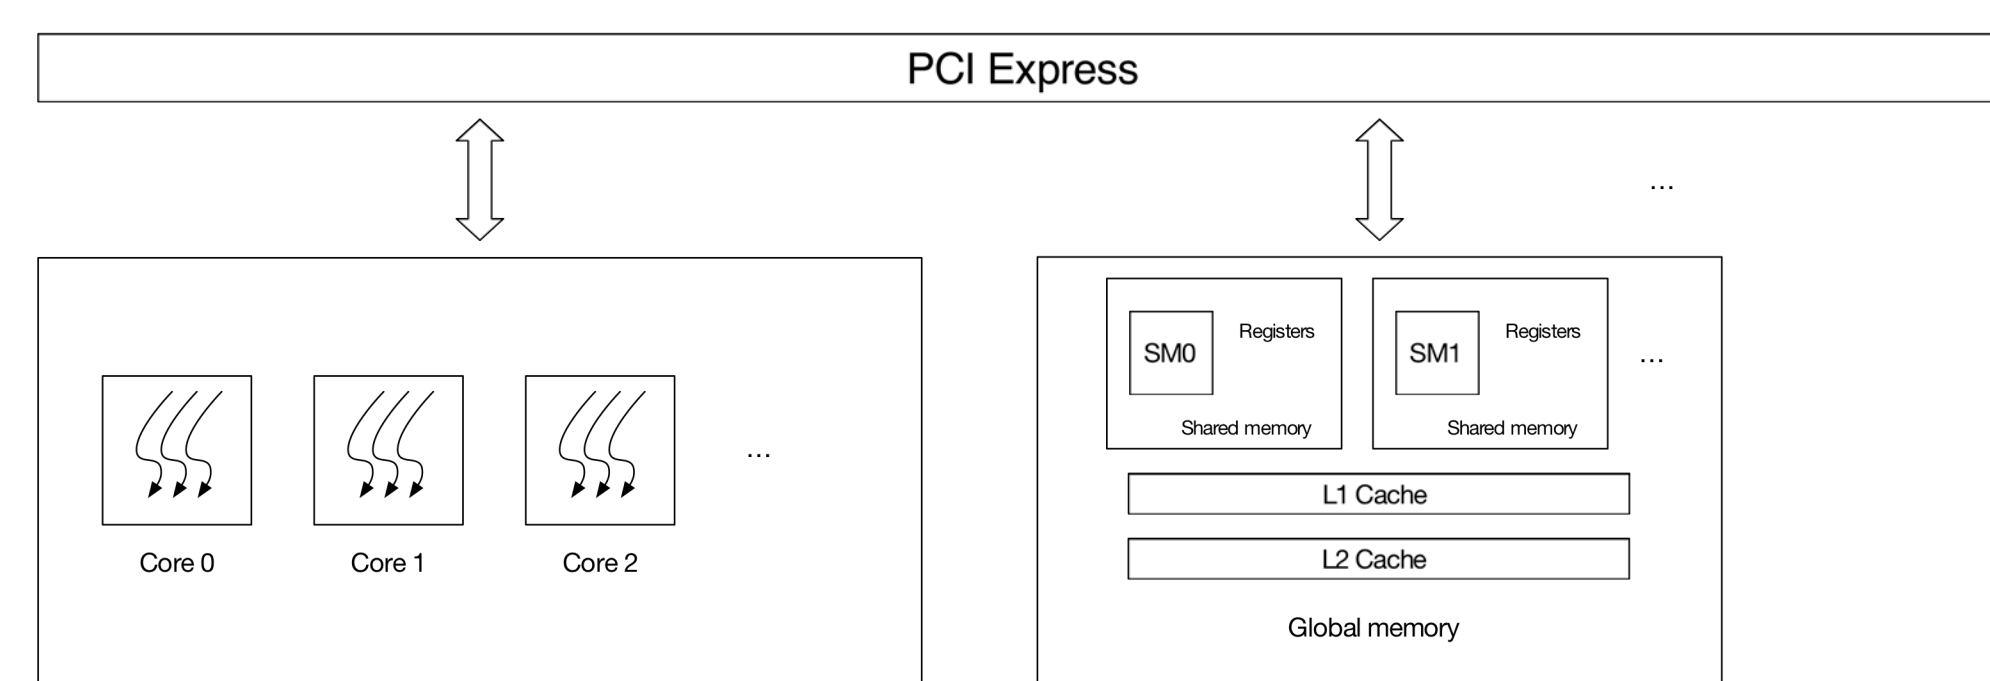 PCI Express
...
SM0
Registers
Shared memory
SM1
Registers
Shared memory
...
Core 0
Core 1
Core 2
...
L1 Cache
L2 Cache
Global memory